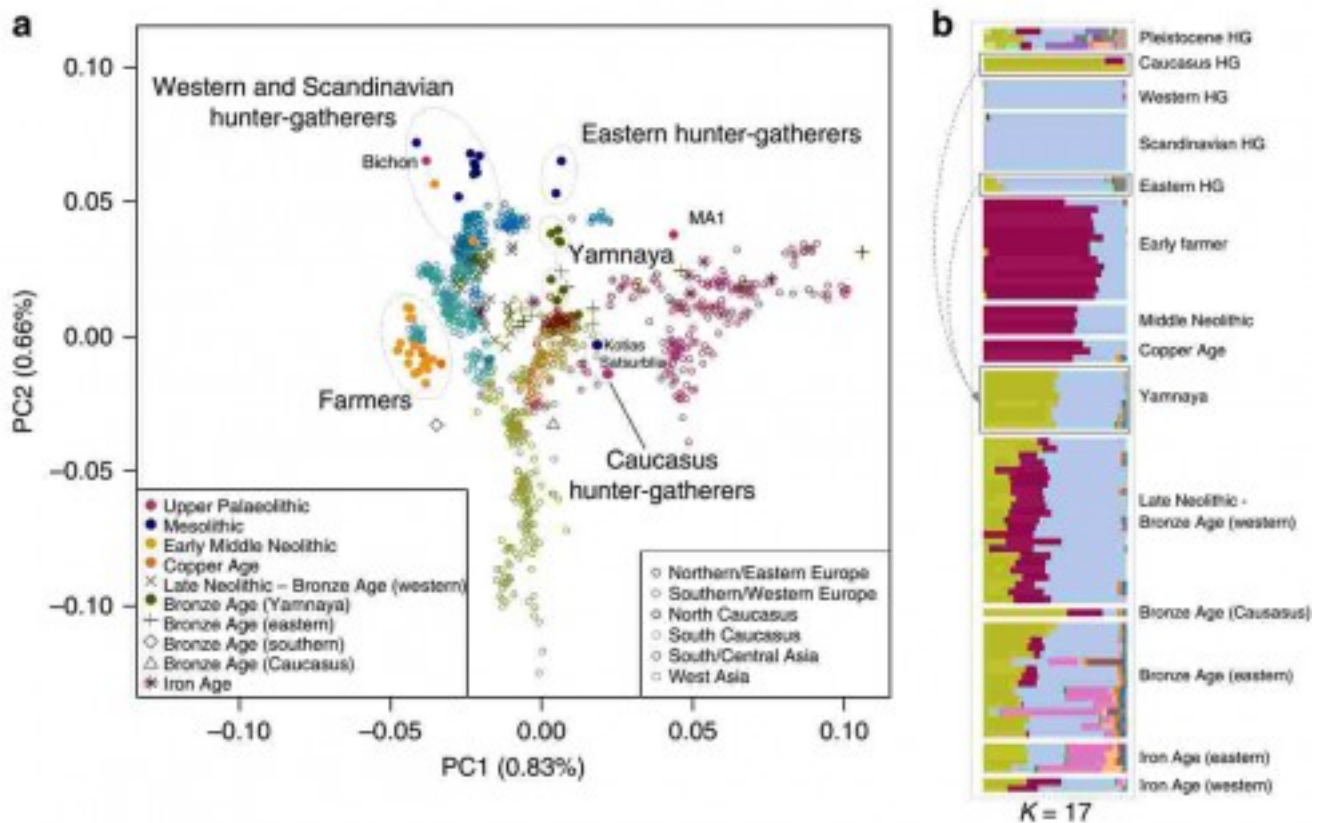 a
b
0.10
0.05
0.00
−0.05
−0.10
PC2 (0.66%)
Western and Scandinavian
hunter-gatherers
Bichon
Eastern hunter-gatherers
MA1
Yamnaya
Kotias
Satsurblia
Farmers
Caucasus
hunter-gatherers
Upper Palaeolithic
Mesolithic
Early Middle Neolithic
Copper Age
Late Neolithic – Bronze Age (western)
Bronze Age (Yamnaya)
Bronze Age (eastern)
Bronze Age (southern)
Bronze Age (Caucasus)
Iron Age
Northern/Eastern Europe
Southern/Western Europe
North Caucasus
South Caucasus
South/Central Asia
West Asia
−0.10
−0.05
0.00
0.05
0.10
PC1 (0.83%)
Pleistocene HG
Caucasus HG
Western HG
Scandinavian HG
Eastern HG
Early farmer
Middle Neolithic
Copper Age
Yamnaya
Late Neolithic -
Bronze Age (western)
Bronze Age (Causasus)
Bronze Age (eastern)
Iron Age (eastern)
Iron Age (western)
K = 17